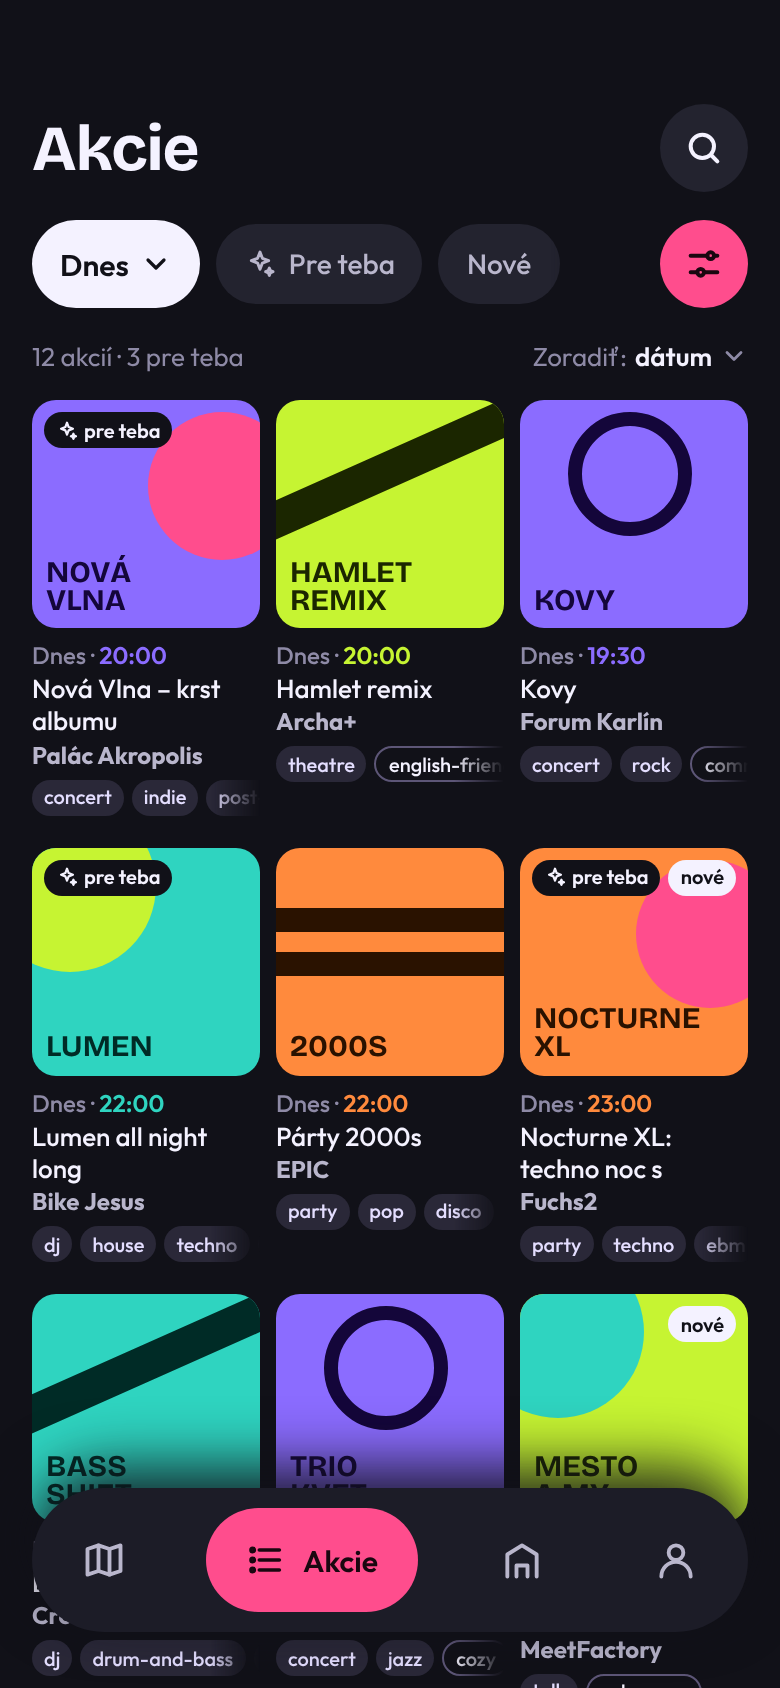 Akcie
Dnes
Pre teba
Nové
12 akcií · 3 pre teba
Zoradiť: dátum
pre teba
NOVÁ
VLNA
HAMLET
REMIX
KOVY
Dnes · 20:00
Nová Vlna – krst
albumu
Palác Akropolis
concert indie post
Dnes · 20:00
Hamlet remix
Archa+
theatre english-frien
Dnes · 19:30
Kovy
Forum Karlín
concert rock com
pre teba
LUMEN
2000S
pre teba nové
NOCTURNE
XL
Dnes · 22:00
Lumen all night
long
Bike Jesus
dj house techno
Dnes · 22:00
Párty 2000s
EPIC
party pop disco
Dnes · 23:00
Nocturne XL:
techno noc s
Fuchs2
party techno ebm
BASS
TRIO
nové
MESTO
Akcie
dj drum-and-bass
concert jazz cozy
MeetFactory